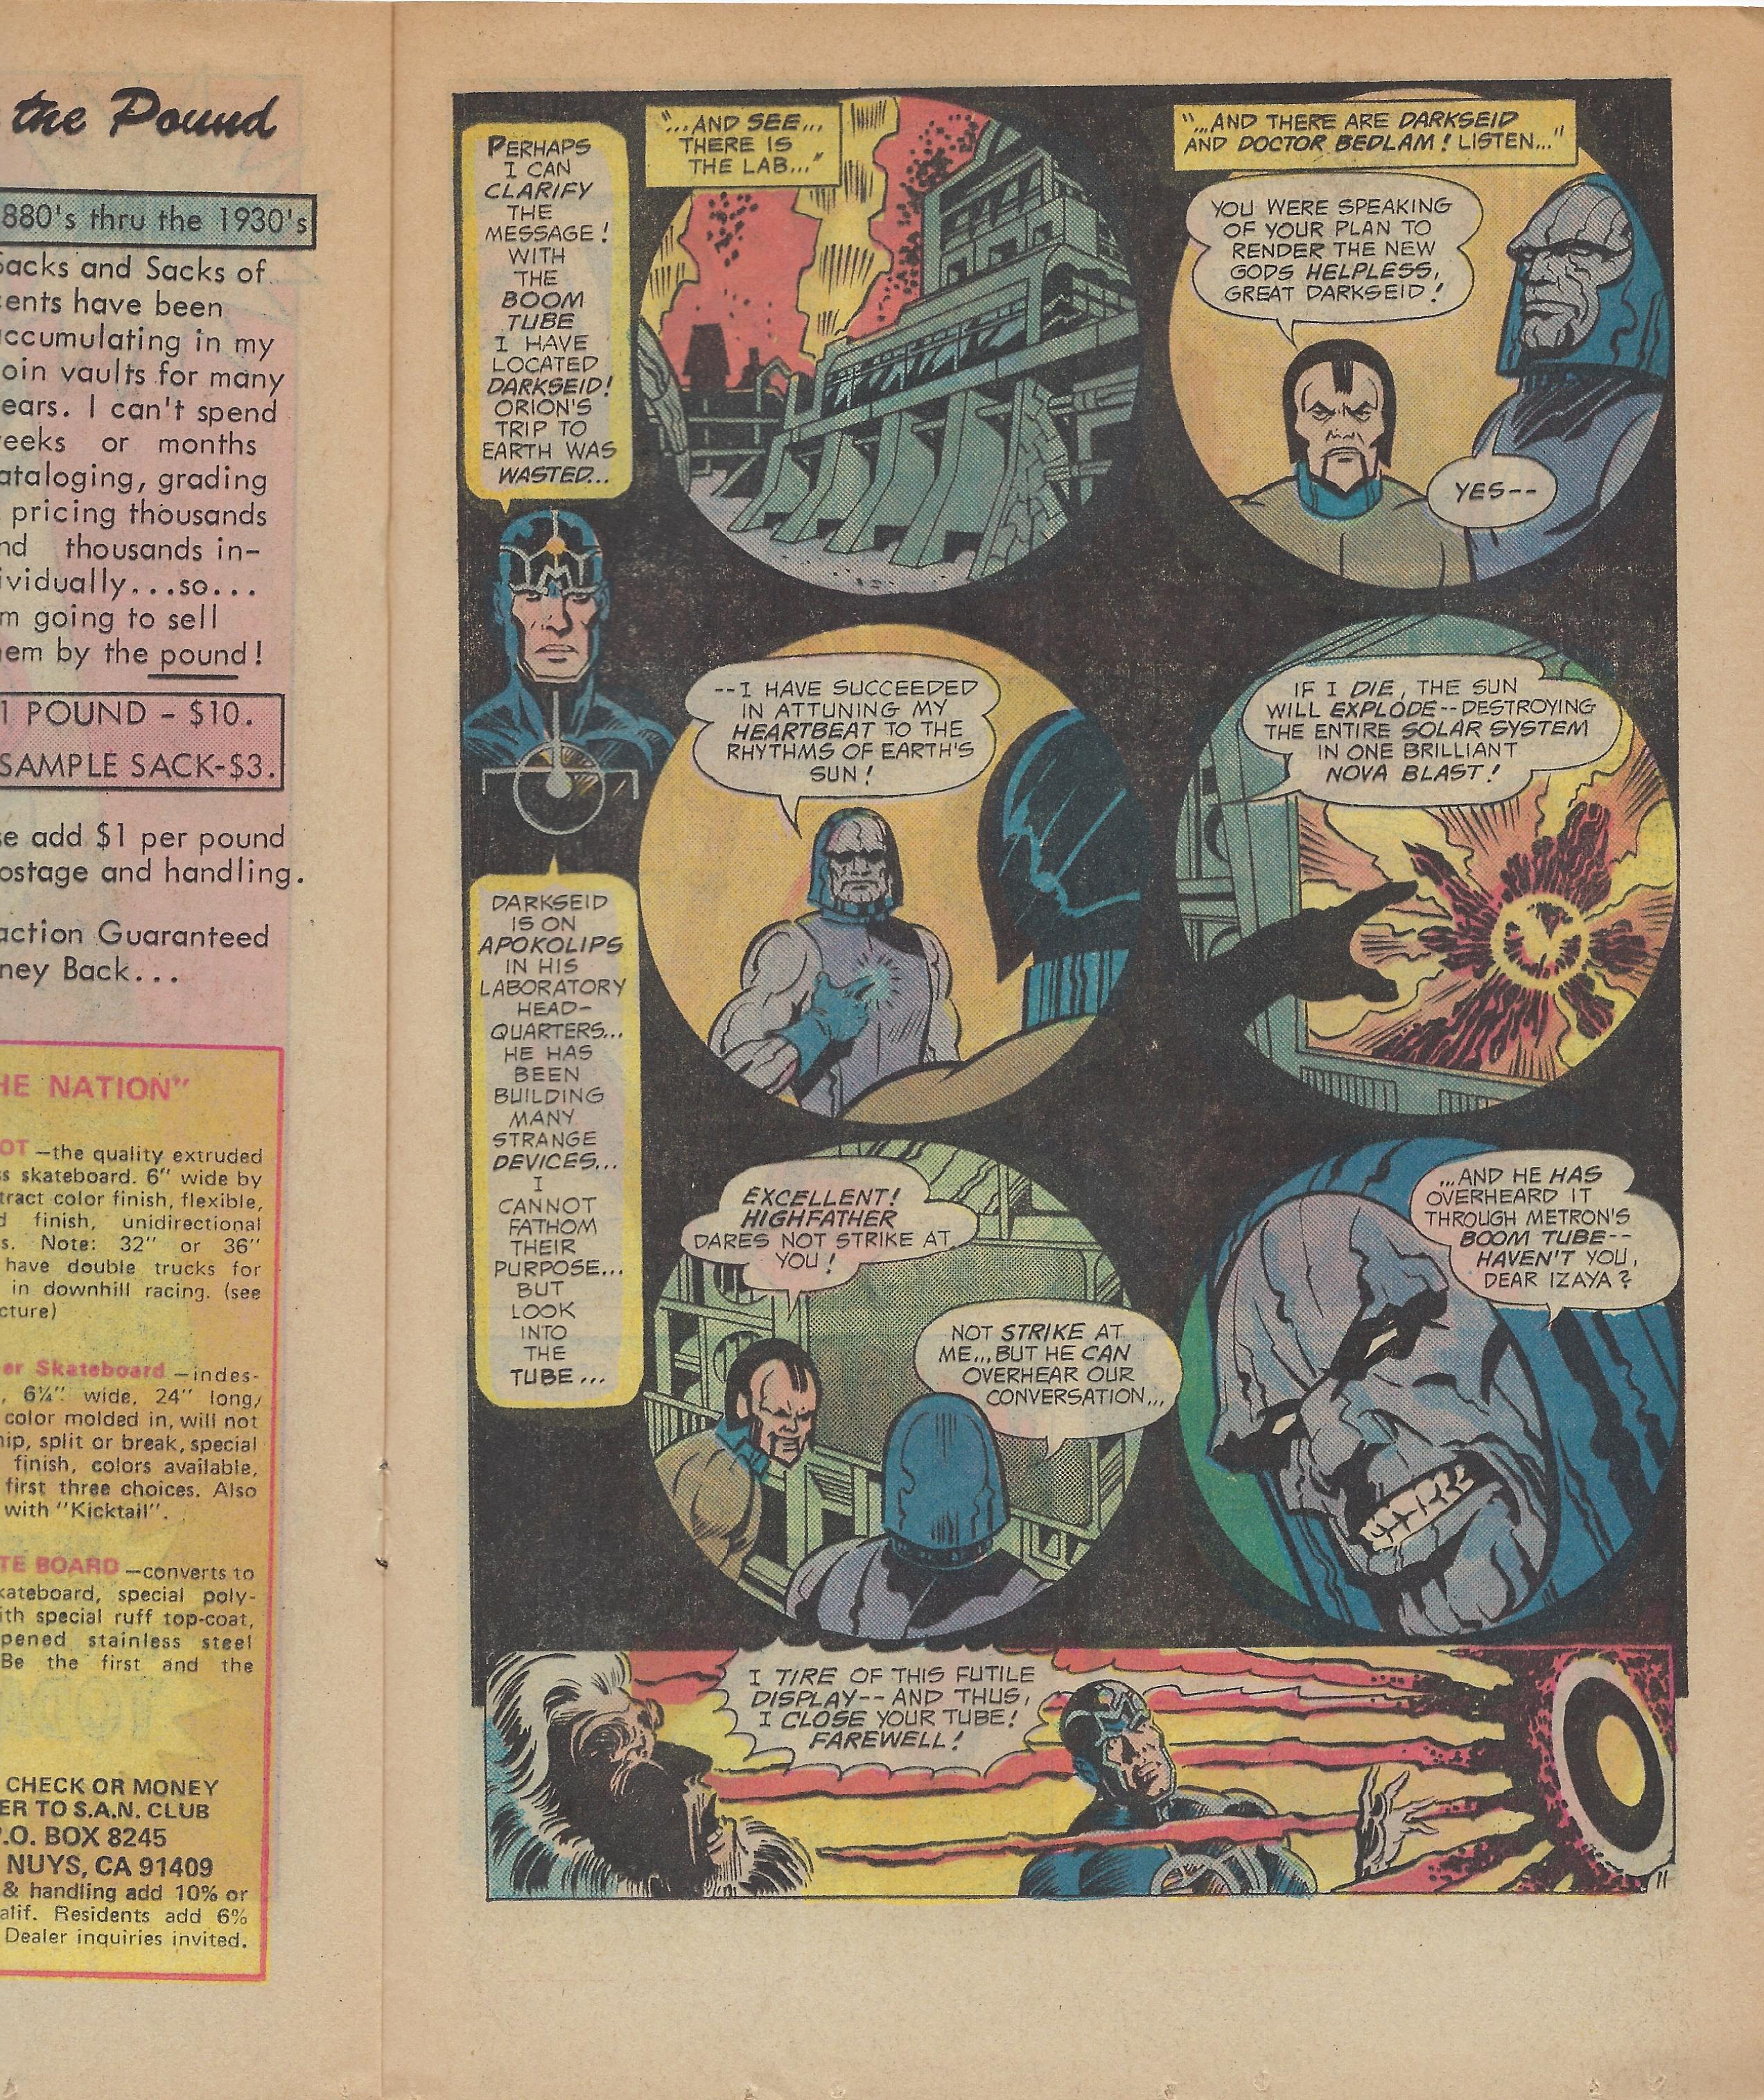 the Pound
880's thru the 1930's
Sacks and Sacks of
cents have been
accumulating in my
oin vaults for many
ears. I can't spend
weeks or months
ataloging, grading
pricing thousands
nd thousands in-
ividually...so...
m going to sell
hem by the pound!
1 POUND - $10.
SAMPLE SACK-$3.
se add $1 per pound
ostage and handling.
action Guaranteed
ney Back...
HE NATION"
OT —the quality extruded
ss skateboard. 6" wide by
tract color finish, flexible,
d finish, unidirectional
s. Note: 32" or 36"
have double trucks for
in downhill racing. (see
cture)
er Skateboard —indes-
, 6¼" wide, 24" long,
color molded in, will not
hip, split or break, special
finish, colors available,
first three choices. Also
with "Kicktail".
TE BOARD —converts to
kateboard, special poly-
ith special ruff top-coat,
pened stainless steel
Be the first and the
CHECK OR MONEY
ER TO S.A.N. CLUB
P.O. BOX 8245
NUYS, CA 91409
& handling add 10% or
alif. Residents add 6%
Dealer inquiries invited.
PERHAPS
I CAN
CLARIFY
THE
MESSAGE!
WITH
THE
BOOM
TUBE
I HAVE
LOCATED
DARKSEID!
ORION'S
TRIP TO
EARTH WAS
WASTED...
DARKSEID
IS ON
APOKOLIPS
IN HIS
LABORATORY
HEAD-
QUARTERS...
HE HAS
BEEN
BUILDING
MANY
STRANGE
DEVICES...
I
CANNOT
FATHOM
THEIR
PURPOSE...
BUT
LOOK
INTO
THE
TUBE...
"...AND SEE...
THERE IS
THE LAB..."
"...AND THERE ARE DARKSEID
AND DOCTOR BEDLAM! LISTEN..."
YOU WERE SPEAKING
OF YOUR PLAN TO
RENDER THE NEW
GODS HELPLESS,
GREAT DARKSEID!
YES--
--I HAVE SUCCEEDED
IN ATTUNING MY
HEARTBEAT TO THE
RHYTHMS OF EARTH'S
SUN!
IF I DIE, THE SUN
WILL EXPLODE--DESTROYING
THE ENTIRE SOLAR SYSTEM
IN ONE BRILLIANT
NOVA BLAST!
EXCELLENT!
HIGHFATHER
DARES NOT STRIKE AT
YOU!
NOT STRIKE AT
ME...BUT HE CAN
OVERHEAR OUR
CONVERSATION...
...AND HE HAS
OVERHEARD IT
THROUGH METRON'S
BOOM TUBE--
HAVEN'T YOU,
DEAR IZAYA?
I TIRE OF THIS FUTILE
DISPLAY--AND THUS,
I CLOSE YOUR TUBE!
FAREWELL!
11